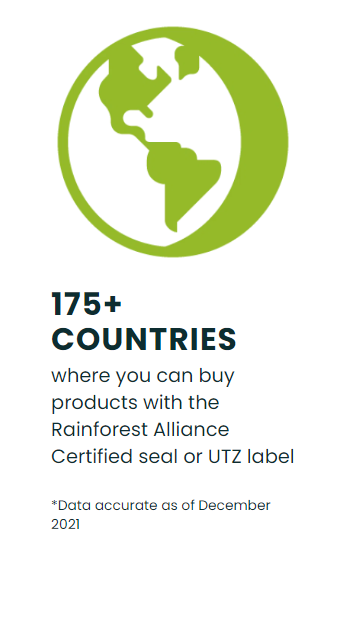 175+
COUNTRIES
where you can buy
products with the
Rainforest Alliance
Certified seal or UTZ label
*Data accurate as of December
2021